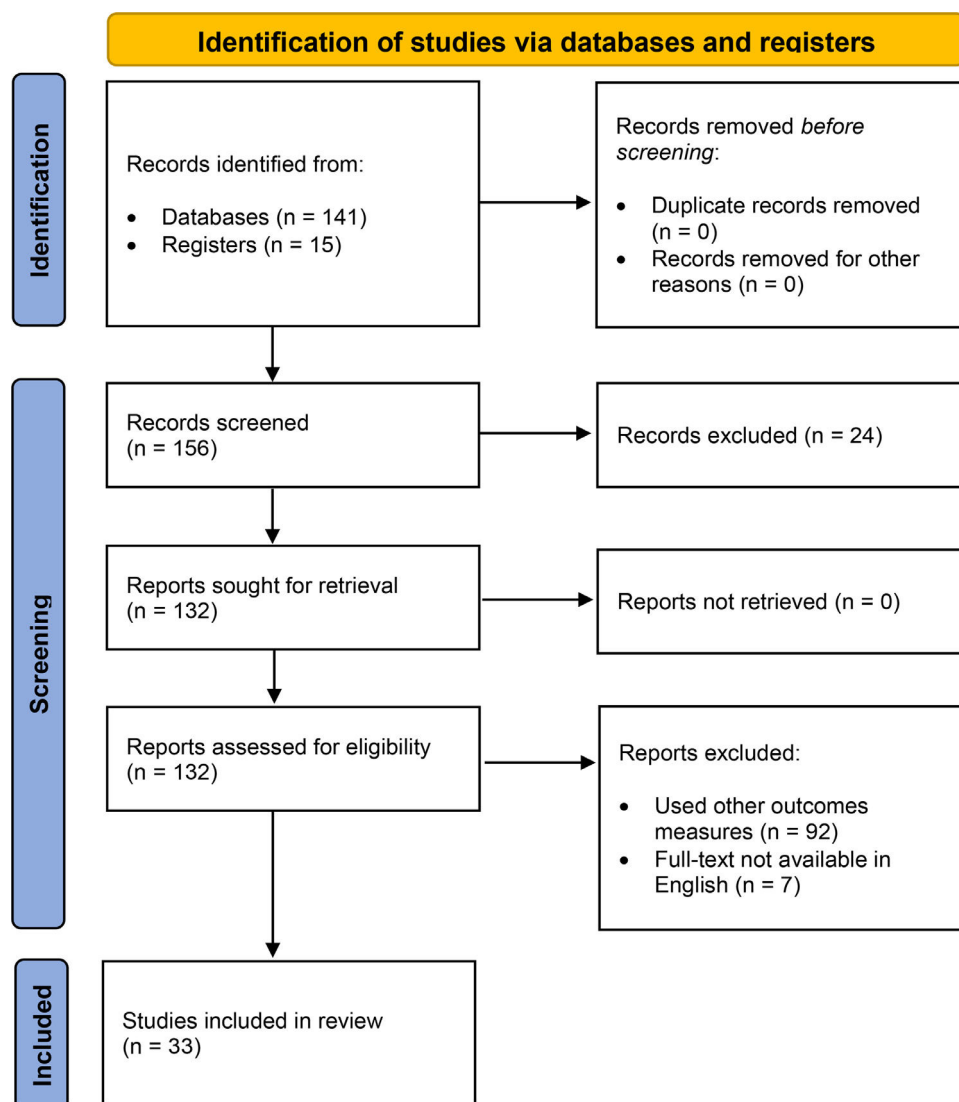 Identification of studies via databases and registers
Identification
Records identified from:
• Databases (n = 141)
• Registers (n = 15)
Records removed before
screening:
• Duplicate records removed
(n = 0)
• Records removed for other
reasons (n = 0)
Screening
Records screened
(n = 156)
Records excluded (n = 24)
Reports sought for retrieval
(n = 132)
Reports not retrieved (n = 0)
Reports assessed for eligibility
(n = 132)
Reports excluded:
• Used other outcomes
measures (n = 92)
• Full-text not available in
English (n = 7)
Included
Studies included in review
(n = 33)